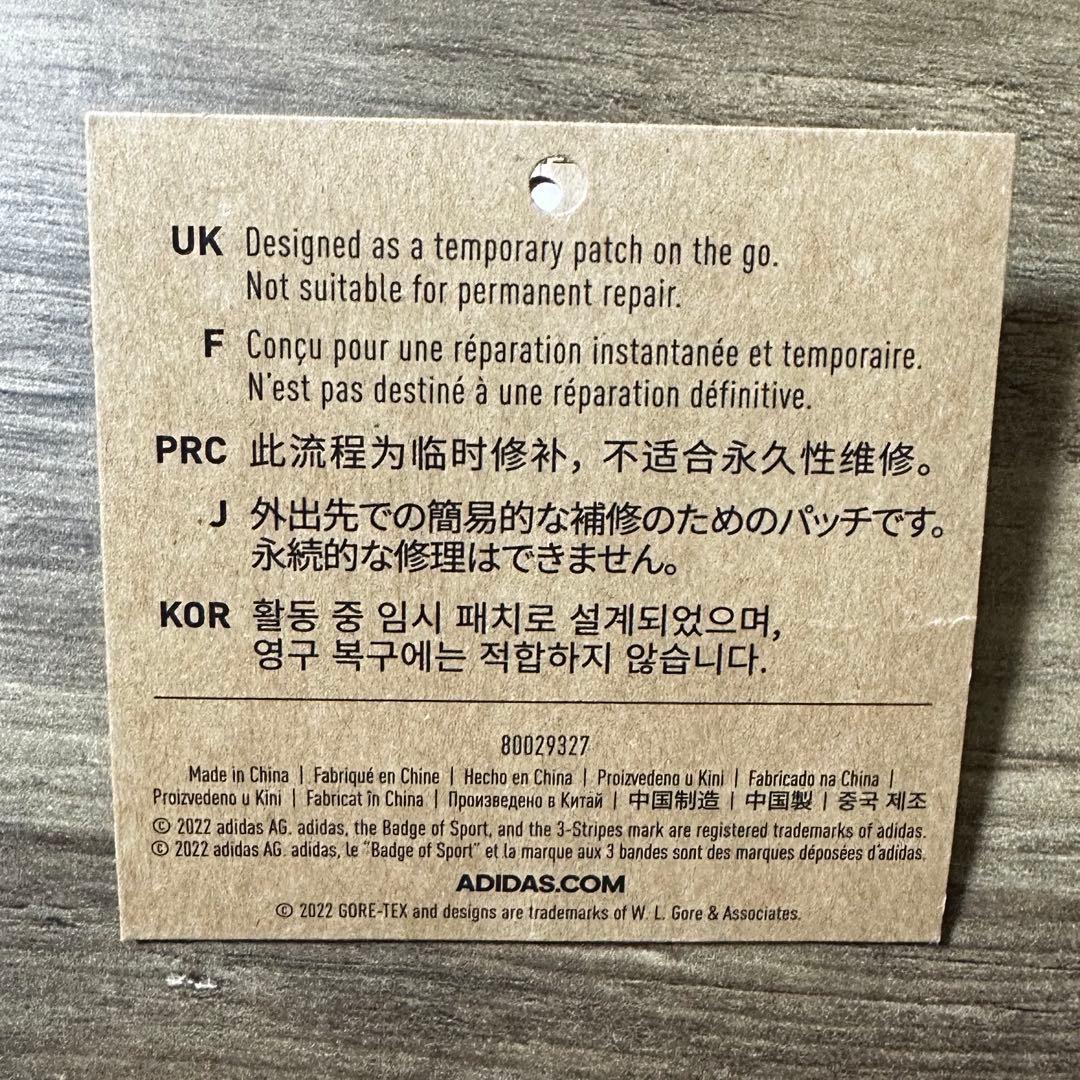 UK Designed as a temporary patch on the go.
Not suitable for permanent repair.
F Conçu pour une réparation instantanée et temporaire.
N'est pas destiné à une réparation définitive.
PRC 此流程为临时修补，不适合永久性维修。
J 外出先での簡易的な補修のためのパッチです。
永続的な修理はできません。
KOR 활동 중 임시 패치로 설계되었으며,
영구 복구에는 적합하지 않습니다.
80029327
Made in China | Fabriqué en Chine | Hecho en China | Proizvedeno u Kini | Fabricado na China |
Proizvedeno u Kini | Fabricat în China | Произведено в Китай | 中国制造 | 中国製 | 중국 제조
© 2022 adidas AG. adidas, the Badge of Sport, and the 3-Stripes mark are registered trademarks of adidas.
© 2022 adidas AG. adidas, le "Badge of Sport" et la marque aux 3 bandes sont des marques déposées d'adidas.
ADIDAS.COM
© 2022 GORE-TEX and designs are trademarks of W. L. Gore & Associates.